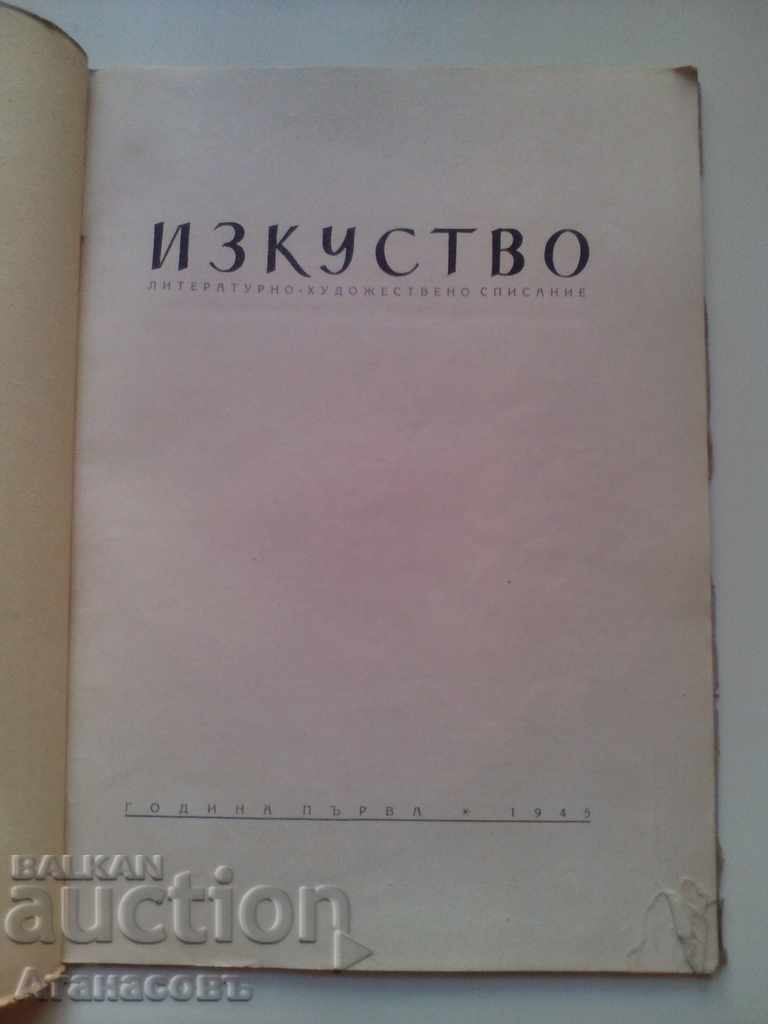 ИЗКУСТВО
ЛИТЕРАТУРНО-ХУДОЖЕСТВЕНО СПИСАНИЕ
ГОДИНА ПЪРВА * 1945
BALKAN
auction
Атанасовъ